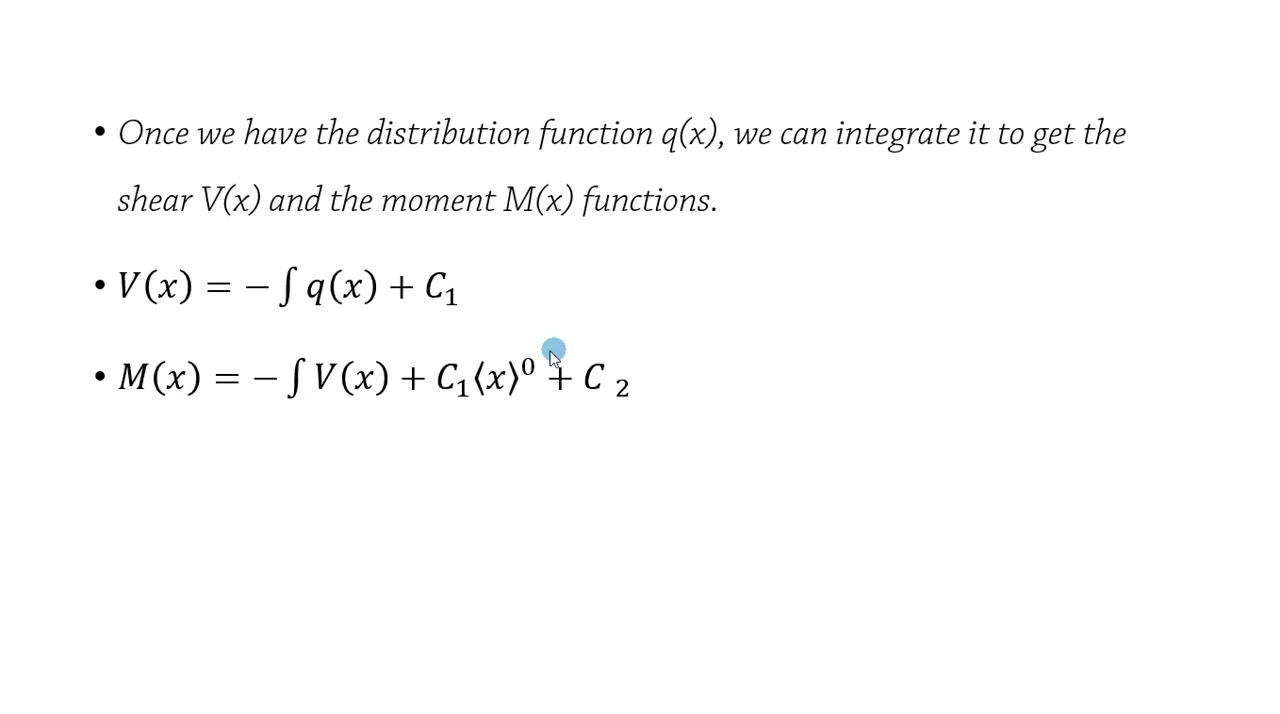 • Once we have the distribution function q(x), we can integrate it to get the
shear V(x) and the moment M(x) functions.
• V(x) = − ∫ q(x) + C₁
• M(x) = − ∫ V(x) + C₁⟨x⟩⁰ + C ₂